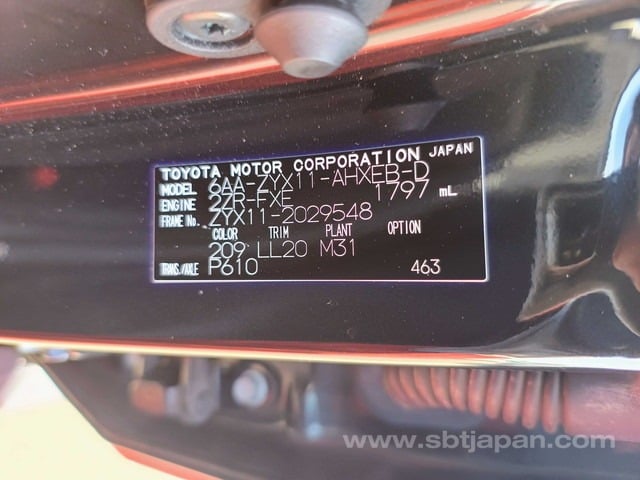 TOYOTA MOTOR CORPORATION JAPAN
MODEL 6AA-ZYX11-AHXEB-D
ENGINE 2ZR-FXE 1797 mL
FRAME No. ZYX11-2029548
COLOR TRIM PLANT OPTION
209 LL20 M31
TRANS./AXLE P610 463
www.sbtjapan.com